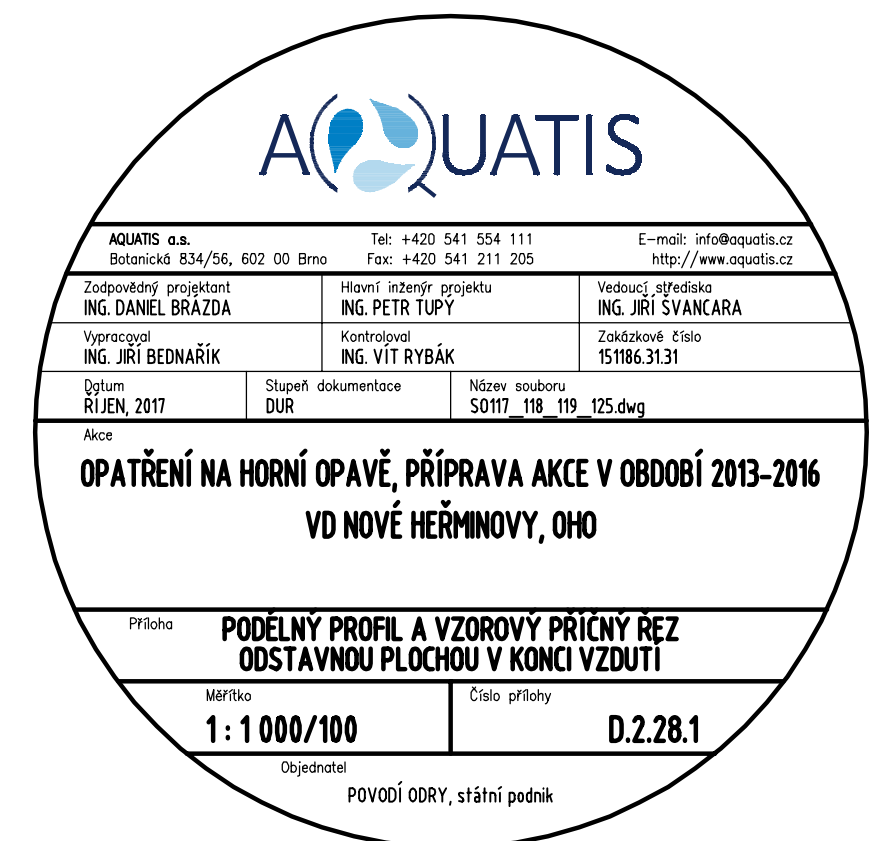 AQUATIS
AQUATIS a.s. Tel: +420 541 554 111 E-mail: info@aquatis.cz
Botanická 834/56, 602 00 Brno Fax: +420 541 211 205 http://www.aquatis.cz
Zodpovědný projektant Hlavní inženýr projektu Vedoucí střediska
ING. DANIEL BRÁZDA ING. PETR TUPÝ ING. JIŘÍ ŠVANCARA
Vypracoval Kontroloval Zakázkové číslo
ING. JIŘÍ BEDNAŘÍK ING. VÍT RYBÁK 151186.31.31
Datum Stupeň dokumentace Název souboru
ŘÍJEN, 2017 DUR SO117_118_119_125.dwg
Akce
OPATŘENÍ NA HORNÍ OPAVĚ, PŘÍPRAVA AKCE V OBDOBÍ 2013-2016
VD NOVÉ HEŘMINOVY, OHO
Příloha PODÉLNÝ PROFIL A VZOROVÝ PŘÍČNÝ ŘEZ
ODSTAVNOU PLOCHOU V KONCI VZDUTÍ
Měřítko Číslo přílohy
1 : 1 000/100 D.2.28.1
Objednatel
POVODÍ ODRY, státní podnik